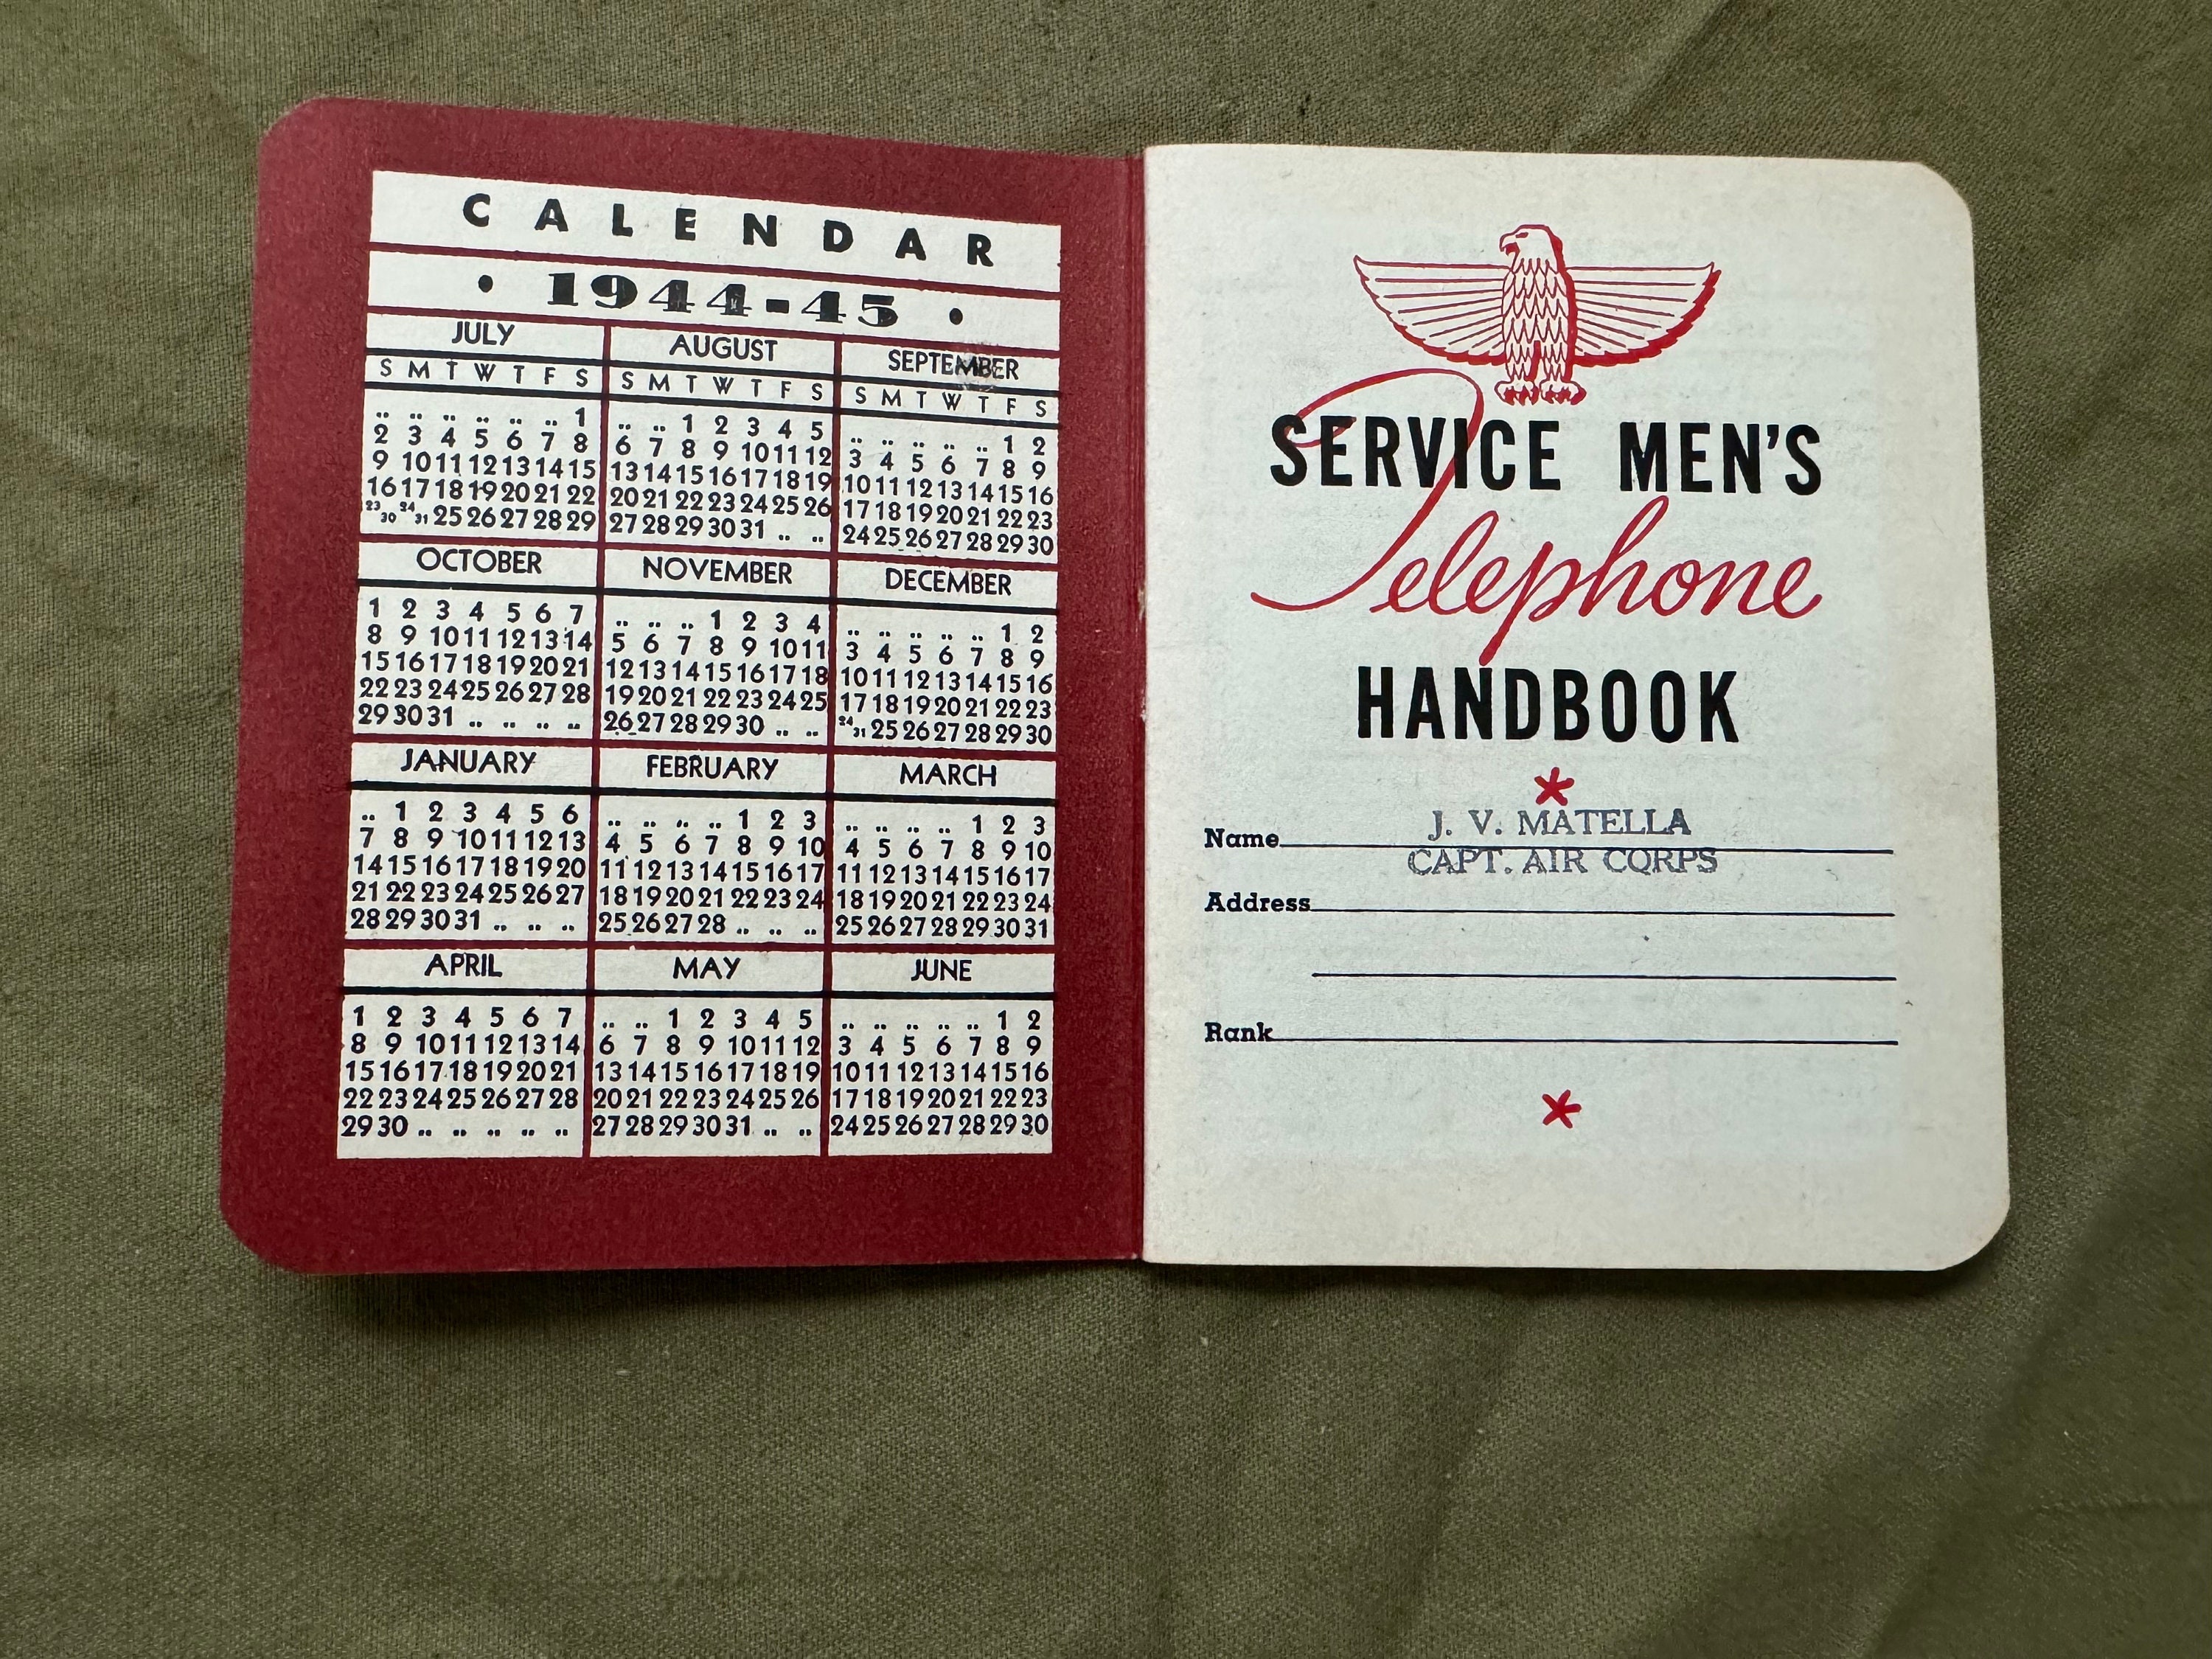 CALENDAR
• 1944-45 •
JULY AUGUST SEPTEMBER
S M T W T F S S M T W T F S S M T W T F S
.. .. .. .. .. .. 1 .. .. 1 2 3 4 5 .. .. .. .. .. 1 2
2 3 4 5 6 7 8 6 7 8 9 10 11 12 3 4 5 6 7 8 9
9 10 11 12 13 14 15 13 14 15 16 17 18 19 10 11 12 13 14 15 16
16 17 18 19 20 21 22 20 21 22 23 24 25 26 17 18 19 20 21 22 23
23 30 24 31 25 26 27 28 29 27 28 29 30 31 .. .. 24 25 26 27 28 29 30
OCTOBER NOVEMBER DECEMBER
1 2 3 4 5 6 7 .. .. .. 1 2 3 4 .. .. .. .. .. 1 2
8 9 10 11 12 13 14 5 6 7 8 9 10 11 3 4 5 6 7 8 9
15 16 17 18 19 20 21 12 13 14 15 16 17 18 10 11 12 13 14 15 16
22 23 24 25 26 27 28 19 20 21 22 23 24 25 17 18 19 20 21 22 23
29 30 31 .. .. .. .. 26 27 28 29 30 .. .. 24 31 25 26 27 28 29 30
JANUARY FEBRUARY MARCH
.. 1 2 3 4 5 6 .. .. .. .. 1 2 3 .. .. .. .. 1 2 3
7 8 9 10 11 12 13 4 5 6 7 8 9 10 4 5 6 7 8 9 10
14 15 16 17 18 19 20 11 12 13 14 15 16 17 11 12 13 14 15 16 17
21 22 23 24 25 26 27 18 19 20 21 22 23 24 18 19 20 21 22 23 24
28 29 30 31 .. .. .. 25 26 27 28 .. .. .. 25 26 27 28 29 30 31
APRIL MAY JUNE
1 2 3 4 5 6 7 .. .. 1 2 3 4 5 .. .. .. .. .. 1 2
8 9 10 11 12 13 14 6 7 8 9 10 11 12 3 4 5 6 7 8 9
15 16 17 18 19 20 21 13 14 15 16 17 18 19 10 11 12 13 14 15 16
22 23 24 25 26 27 28 20 21 22 23 24 25 26 17 18 19 20 21 22 23
29 30 .. .. .. .. .. 27 28 29 30 31 .. .. 24 25 26 27 28 29 30
SERVICE MEN'S
Telephone
HANDBOOK
*
J. V. MATELLA
Name
CAPT. AIR CORPS
Address
Rank
*